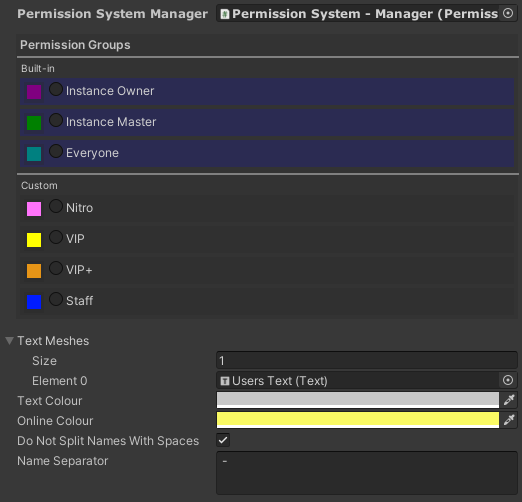 Permission System Manager Permission System - Manager (Permiss
Permission Groups
Built-in
Instance Owner
Instance Master
Everyone
Custom
Nitro
VIP
VIP+
Staff
Text Meshes
Size 1
Element 0 Users Text (Text)
Text Colour
Online Colour
Do Not Split Names With Spaces
Name Separator -